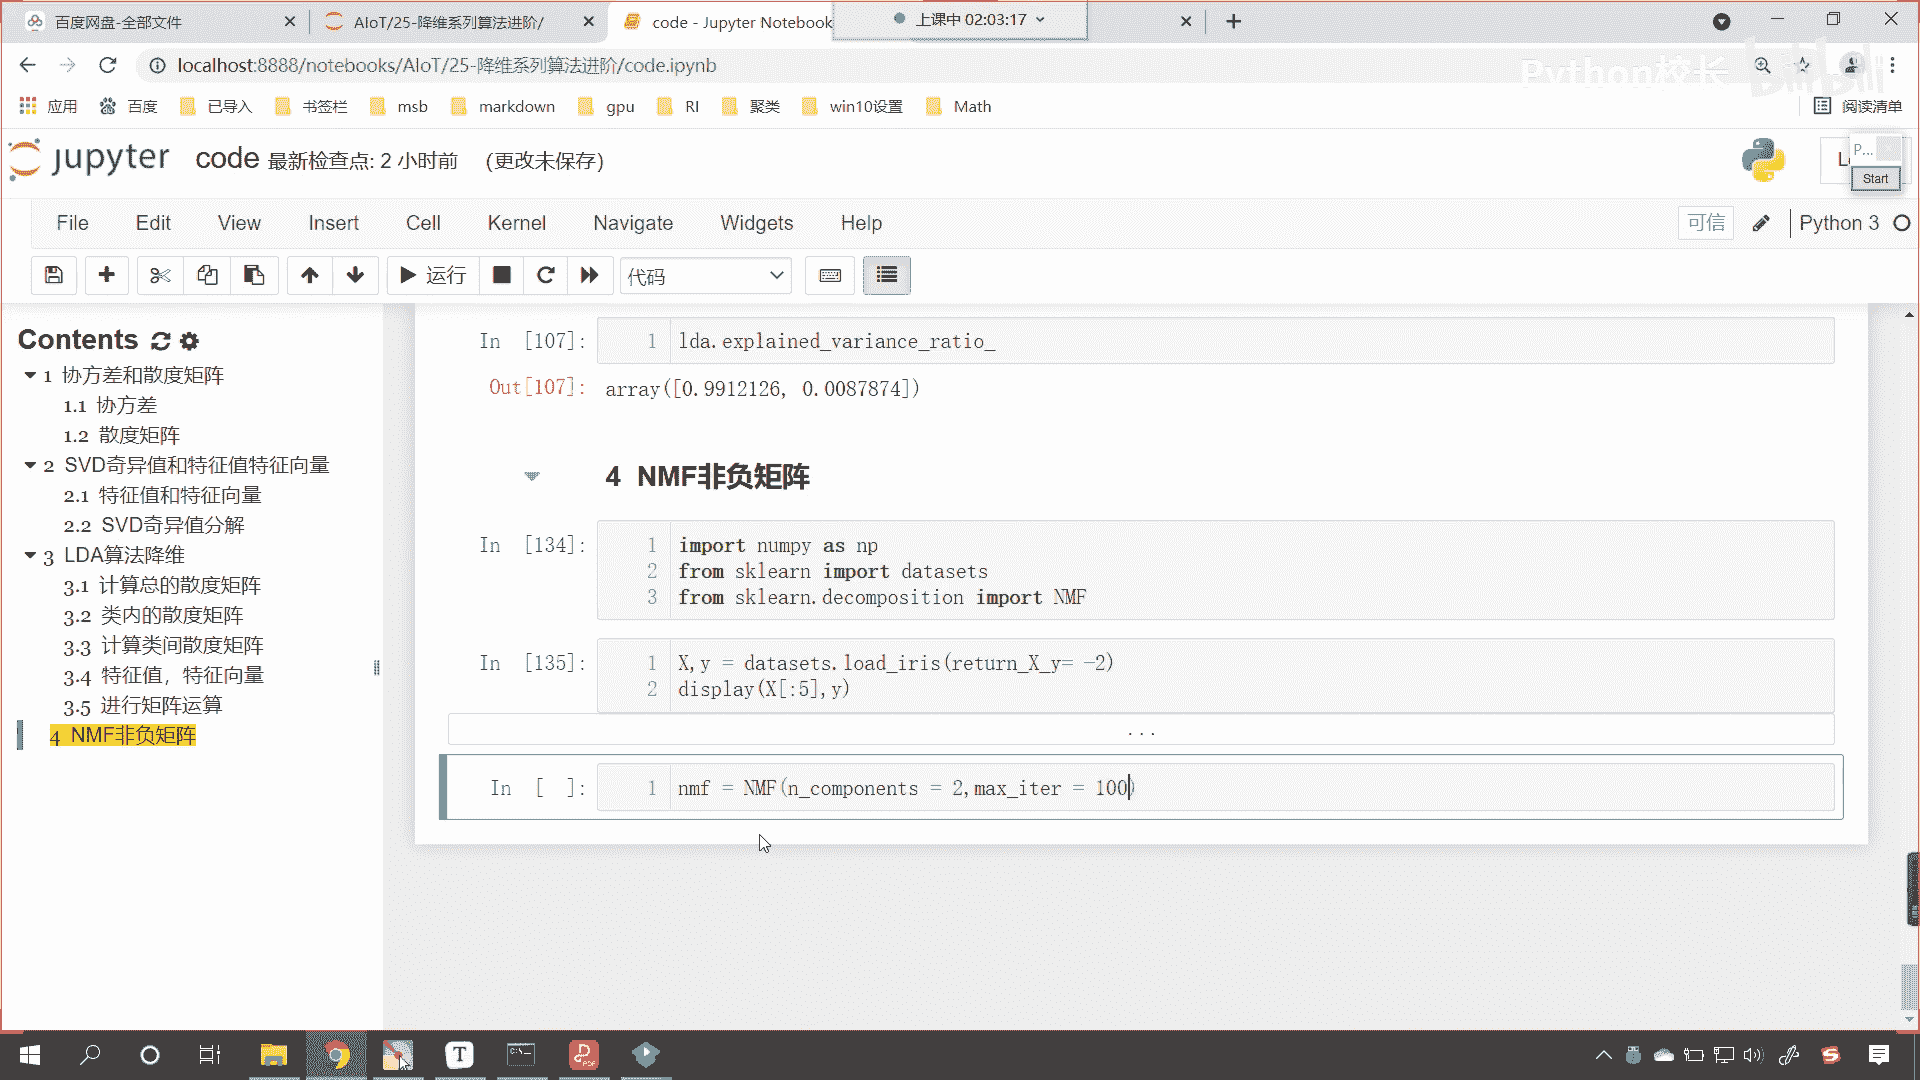 百度网盘-全部文件
AIoT/25-降维系列算法进阶/
code - Jupyter Notebook
上课中 02:03:17
localhost:8888/notebooks/AIoT/25-降维系列算法进阶/code.ipynb
Python校长
bilibili
应用 百度 已导入 书签栏 msb markdown gpu RI 聚类 win10设置 Math 阅读清单
jupyter code 最新检查点: 2 小时前 (更改未保存)
P...
Start
File Edit View Insert Cell Kernel Navigate Widgets Help 可信 Python 3
运行 代码
Contents
1 协方差和散度矩阵
1.1 协方差
1.2 散度矩阵
2 SVD奇异值和特征值特征向量
2.1 特征值和特征向量
2.2 SVD奇异值分解
3 LDA算法降维
3.1 计算总的散度矩阵
3.2 类内的散度矩阵
3.3 计算类间散度矩阵
3.4 特征值，特征向量
3.5 进行矩阵运算
4 NMF非负矩阵
In [107]: 1 lda.explained_variance_ratio_
Out[107]: array([0.9912126, 0.0087874])
4 NMF非负矩阵
In [134]: 1 import numpy as np
2 from sklearn import datasets
3 from sklearn.decomposition import NMF
In [135]: 1 X,y = datasets.load_iris(return_X_y= -2)
2 display(X[:5],y)
...
In [ ]: 1 nmf = NMF(n_components = 2,max_iter = 100)